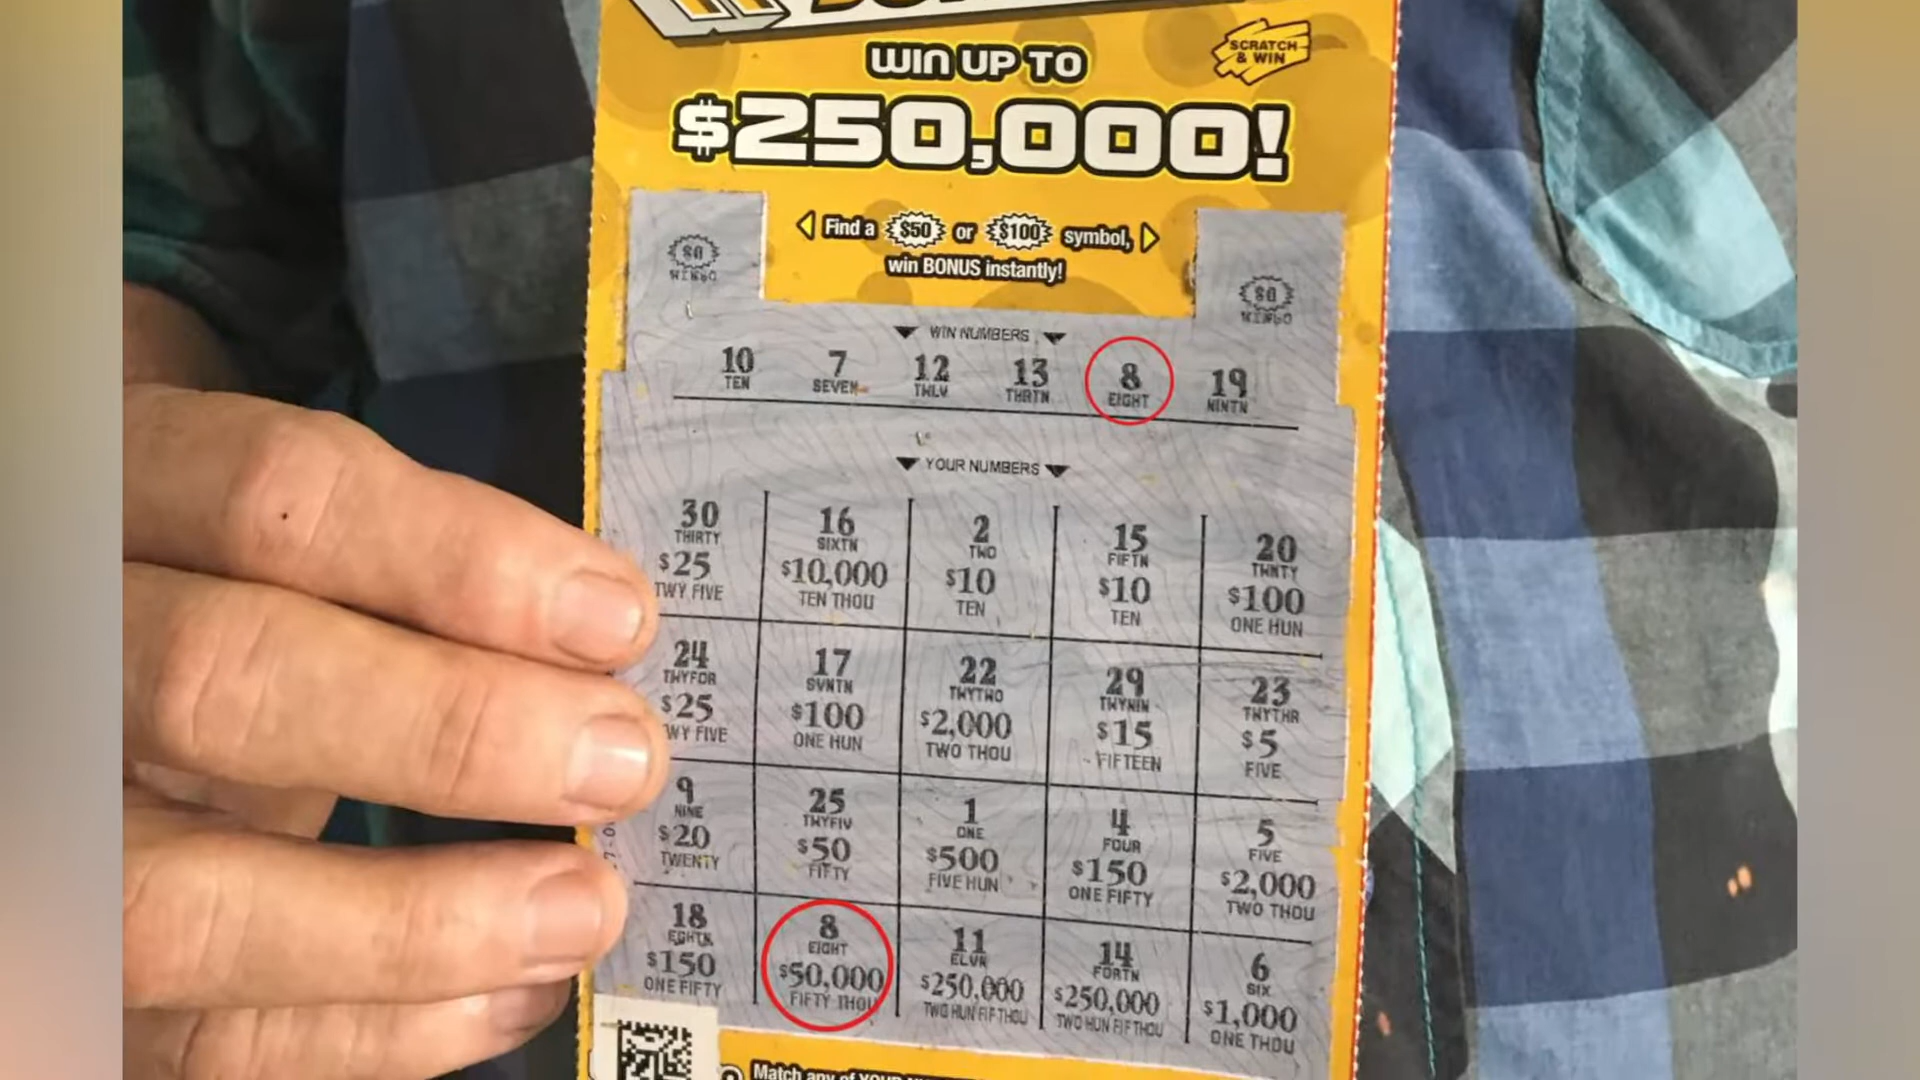 WIN UP TO
$250,000!
SCRATCH
& WIN
Find a $50 or $100 symbol,
win BONUS instantly!
$0
$0
WIN NUMBERS
10 7 12 13 8 19
TEN SEVEN TWLV THRTN EIGHT NINTN
YOUR NUMBERS
30 16 2 15 20
THIRTY SIXTN TWO FIFTN TWNTY
$25 $10,000 $10 $10 $100
TWY FIVE TEN THOU TEN TEN ONE HUN
24 17 22 29 23
TWYFOR SVNTN TWYTWO TWYNIN TWYTHR
$25 $100 $2,000 $15 $5
WY FIVE ONE HUN TWO THOU FIFTEEN FIVE
9 25 1 4 5
NINE TWYFIV ONE FOUR FIVE
$20 $50 $500 $150 $2,000
TWENTY FIFTY FIVE HUN ONE FIFTY TWO THOU
18 8 11 14 6
EGHTN EIGHT ELVN FORTN SIX
$150 $50,000 $250,000 $250,000 $1,000
ONE FIFTY FIFTY THOU TWO HUN FIF THOU TWO HUN FIF THOU ONE THOU
Match any of YOUR